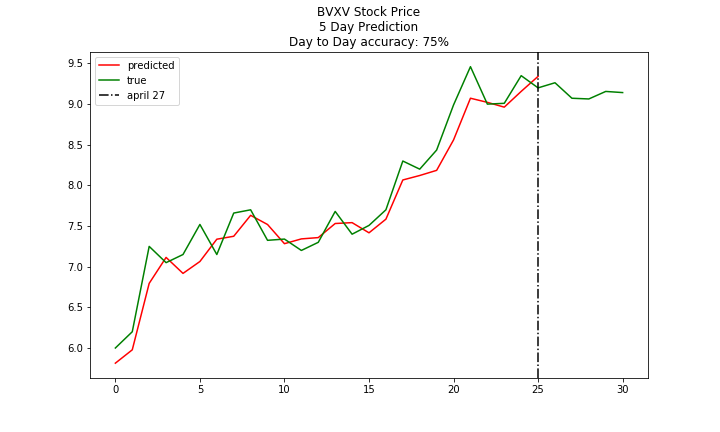 BVXV Stock Price
5 Day Prediction
Day to Day accuracy: 75%
predicted
true
april 27
9.5
9.0
8.5
8.0
7.5
7.0
6.5
6.0
0 5 10 15 20 25 30